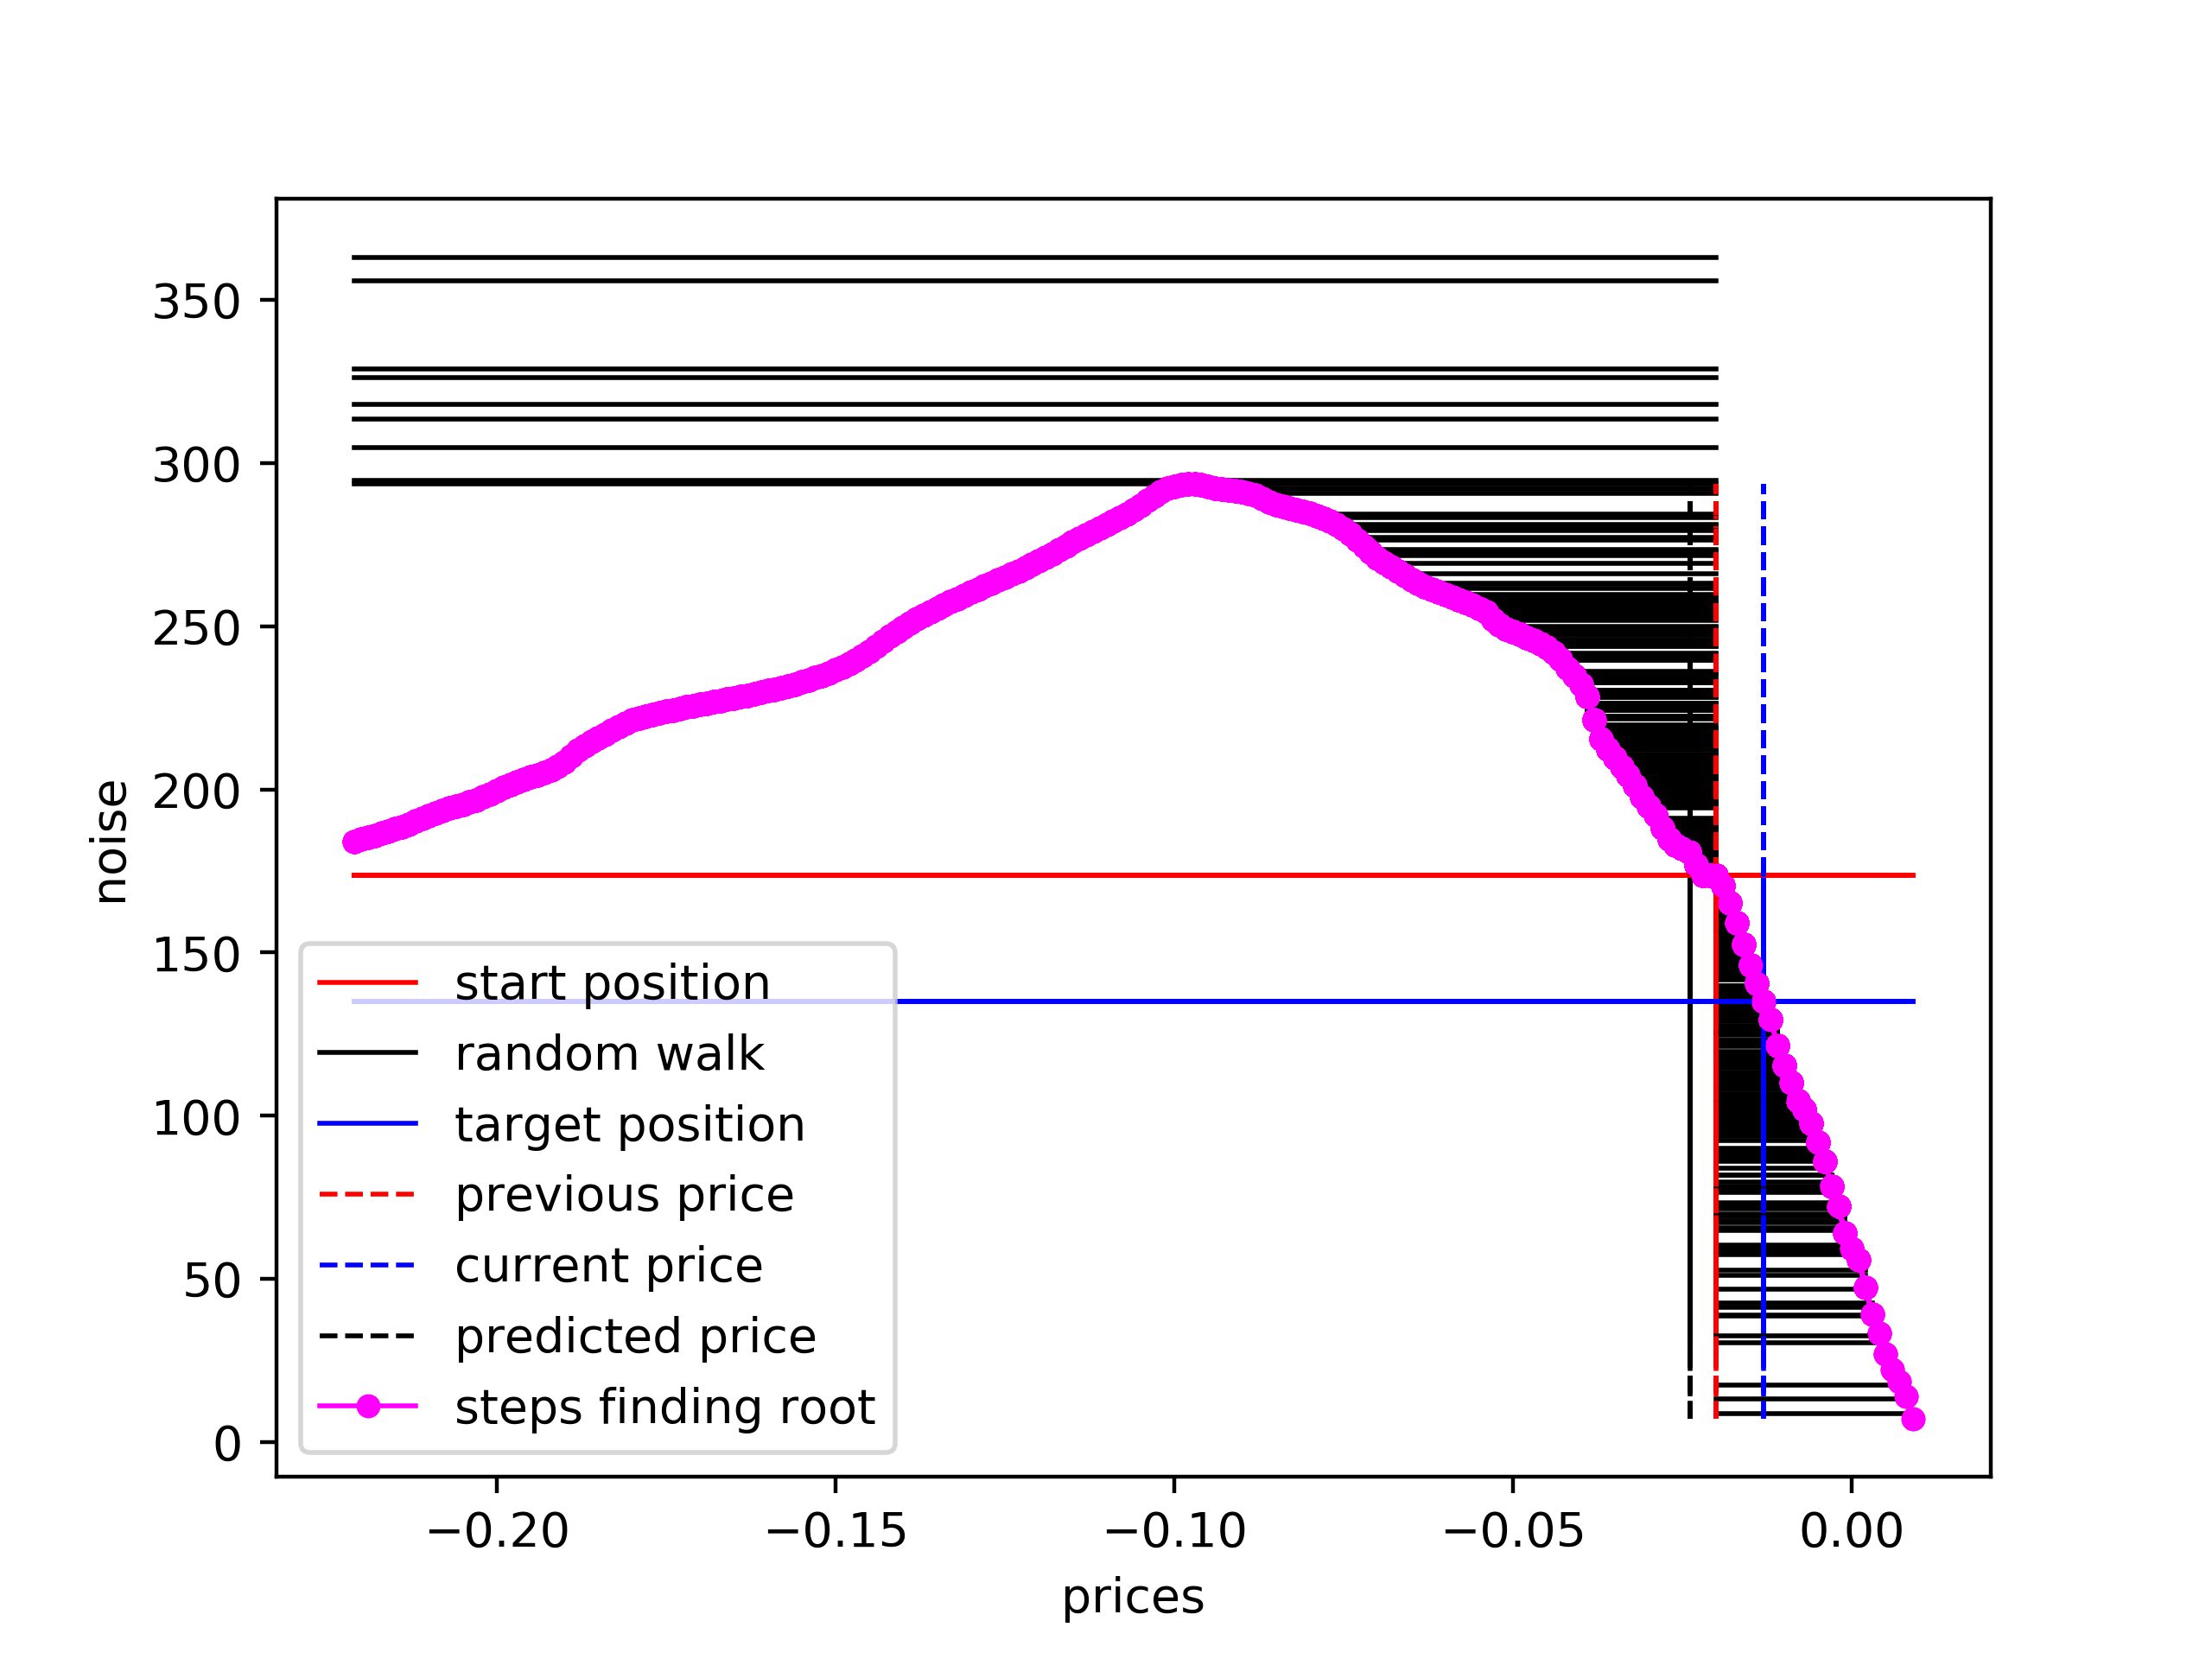 350
300
250
200
150
100
50
0
noise
start position
random walk
target position
previous price
current price
predicted price
steps finding root
−0.20 −0.15 −0.10 −0.05 0.00
prices